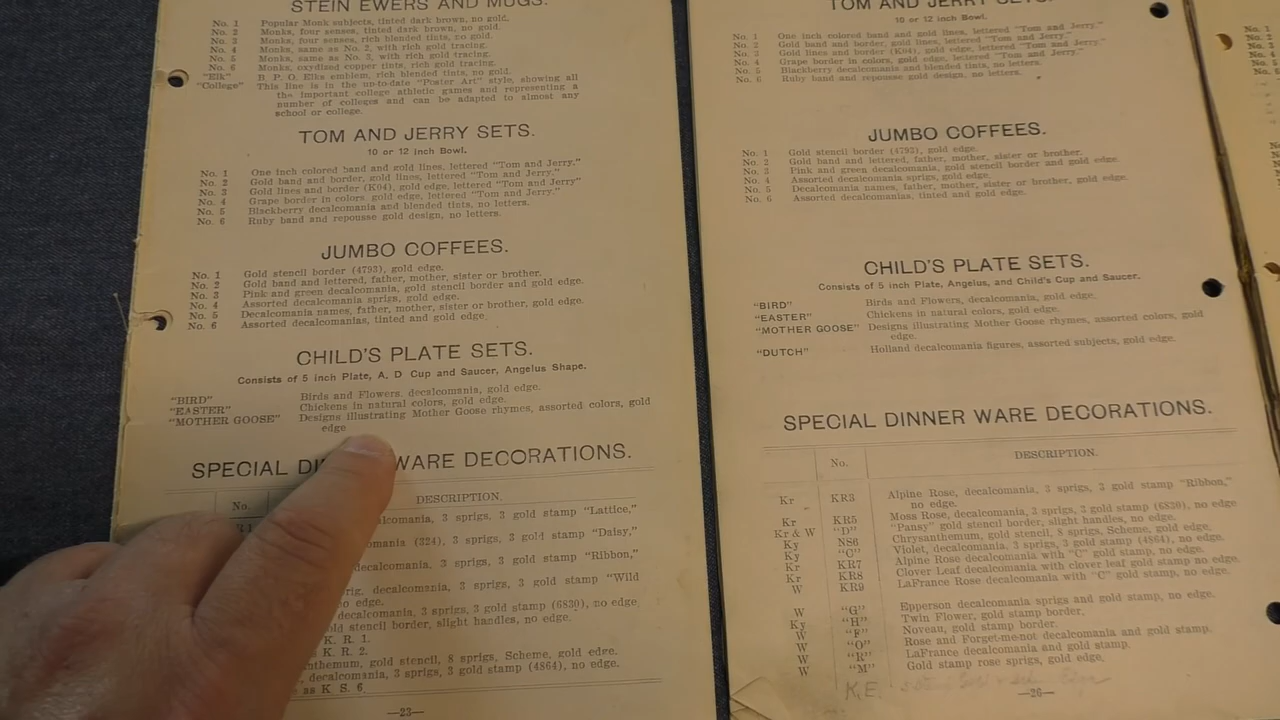 STEIN EWERS AND MUGS.
No. 1 Popular Monk subjects, tinted dark brown, no gold.
No. 2 Monks, four senses, tinted dark brown, no gold.
No. 3 Monks, four senses, rich blended tints, no gold.
No. 4 Monks, same as No. 2, with rich gold tracing.
No. 5 Monks, same as No. 3, with rich gold tracing.
No. 6 Monks, oxydized copper tints, rich gold tracing.
"Elk" B. P. O. Elks emblem, rich blended tints, no gold.
"College" This line is in the up-to-date "Poster Art" style, showing all
the important college athletic games and representing a
number of colleges and can be adapted to almost any
school or college.
TOM AND JERRY SETS.
10 or 12 inch Bowl.
No. 1 One inch colored band and gold lines, lettered "Tom and Jerry."
No. 2 Gold band and border, gold lines, lettered "Tom and Jerry."
No. 3 Gold lines and border (K04), gold edge, lettered "Tom and Jerry"
No. 4 Grape border in colors, gold edge, lettered "Tom and Jerry."
No. 5 Blackberry decalcomania and blended tints, no letters.
No. 6 Ruby band and repousse gold design, no letters.
JUMBO COFFEES.
No. 1 Gold stencil border (4793), gold edge.
No. 2 Gold band and lettered, father, mother, sister or brother.
No. 3 Pink and green decalcomania, gold stencil border and gold edge.
No. 4 Assorted decalcomania sprigs, gold edge.
No. 5 Decalcomania names, father, mother, sister or brother, gold edge.
No. 6 Assorted decalcomanias, tinted and gold edge.
CHILD'S PLATE SETS.
Consists of 5 inch Plate, A. D Cup and Saucer, Angelus Shape.
"BIRD" Birds and Flowers, decalcomania, gold edge.
"EASTER" Chickens in natural colors, gold edge.
"MOTHER GOOSE" Designs illustrating Mother Goose rhymes, assorted colors, gold
edge
SPECIAL WARE DECORATIONS.
No. DESCRIPTION.
3 sprigs, 3 gold stamp "Lattice,"
(324), 3 sprigs, 3 gold stamp "Daisy,"
3 sprigs, 3 gold stamp "Ribbon,"
decalcomania, 3 sprigs, 3 gold stamp "Wild
no edge.
decalcomania, 3 sprigs, 3 gold stamp (6830), no edge.
stencil border, slight handles, no edge.
K. R. 1.
K. R. 2.
gold stencil, 8 sprigs, Scheme, gold edge.
decalcomania, 3 sprigs, 3 gold stamp (4864), no edge.
as K S. 6.
—23—
TOM AND JERRY SETS.
10 or 12 inch Bowl.
No. 1 One inch colored band and gold lines, lettered "Tom and Jerry."
No. 2 Gold band and border, gold lines, lettered "Tom and Jerry."
No. 3 Gold lines and border (K04), gold edge, lettered "Tom and Jerry."
No. 4 Grape border in colors, gold edge, lettered "Tom and Jerry."
No. 5 Blackberry decalcomania and blended tints, no letters.
No. 6 Ruby band and repousse gold design, no letters.
JUMBO COFFEES.
No. 1 Gold stencil border (4793), gold edge.
No. 2 Gold band and lettered, father, mother, sister or brother.
No. 3 Pink and green decalcomania, gold stencil border and gold edge.
No. 4 Assorted decalcomania sprigs, gold edge.
No. 5 Decalcomania names, father, mother, sister or brother, gold edge.
No. 6 Assorted decalcomanias, tinted and gold edge.
CHILD'S PLATE SETS.
Consists of 5 inch Plate, Angelus, and Child's Cup and Saucer.
"BIRD" Birds and Flowers, decalcomania, gold edge.
"EASTER" Chickens in natural colors, gold edge.
"MOTHER GOOSE" Designs illustrating Mother Goose rhymes, assorted colors, gold
edge.
"DUTCH" Holland decalcomania figures, assorted subjects, gold edge.
SPECIAL DINNER WARE DECORATIONS.
No. DESCRIPTION.
Kr KR3 Alpine Rose, decalcomania, 3 sprigs, 3 gold stamp "Ribbon,"
no edge.
Kr KR5 Moss Rose, decalcomania, 3 sprigs, 3 gold stamp (6830), no edge
Kr & W "D" "Pansy" gold stencil border, slight handles, no edge.
Ky NS6 Chrysanthemum, gold stencil, 8 sprigs, Scheme, gold edge.
Ky "C" Violet, decalcomania, 3 sprigs, 3 gold stamp (4864), no edge.
Kr KR7 Alpine Rose decalcomania with "C" gold stamp, no edge.
Kr KR8 Clover Leaf decalcomania with clover leaf gold stamp no edge.
W KR9 LaFrance Rose decalcomania with "C" gold stamp, no edge.
W "G" Epperson decalcomania sprigs and gold stamp, no edge.
Ky "H" Twin Flower, gold stamp border.
W "F" Noveau, gold stamp border.
W "O" Rose and Forget-me-not decalcomania and gold stamp.
W "R" LaFrance decalcomania and gold stamp.
W "M" Gold stamp rose sprigs, gold edge.
K.E.
—26—
No. 1
No. 2
No. 3
No.